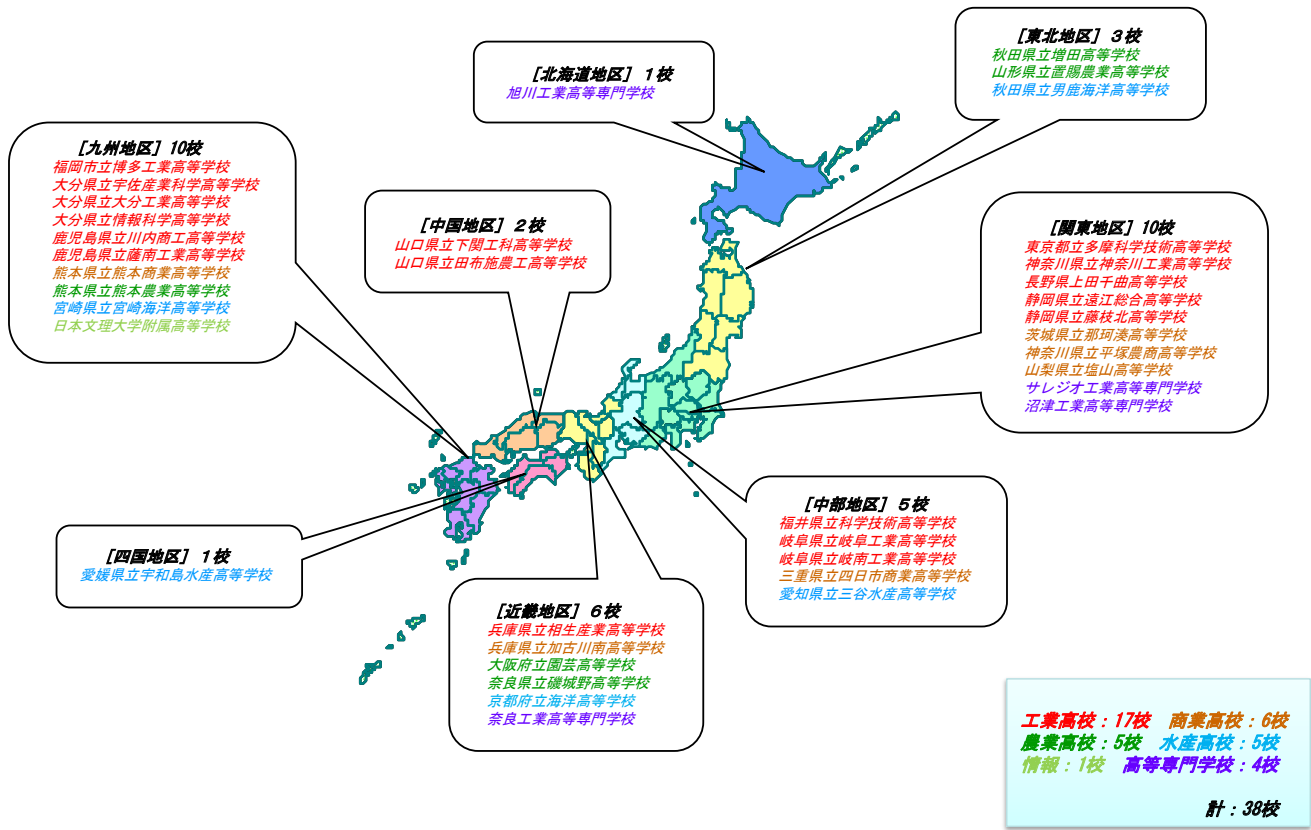 [北海道地区] 1校
旭川工業高等専門学校
[東北地区] 3校
秋田県立増田高等学校
山形県立置賜農業高等学校
秋田県立男鹿海洋高等学校
[九州地区] 10校
福岡市立博多工業高等学校
大分県立宇佐産業科学高等学校
大分県立大分工業高等学校
大分県立情報科学高等学校
鹿児島県立川内商工高等学校
鹿児島県立薩南工業高等学校
熊本県立熊本商業高等学校
熊本県立熊本農業高等学校
宮崎県立宮崎海洋高等学校
日本文理大学附属高等学校
[中国地区] 2校
山口県立下関工科高等学校
山口県立田布施農工高等学校
[関東地区] 10校
東京都立多摩科学技術高等学校
神奈川県立神奈川工業高等学校
長野県上田千曲高等学校
静岡県立遠江総合高等学校
静岡県立藤枝北高等学校
茨城県立那珂湊高等学校
神奈川県立平塚農商高等学校
山梨県立塩山高等学校
サレジオ工業高等専門学校
沼津工業高等専門学校
[中部地区] 5校
福井県立科学技術高等学校
岐阜県立岐阜工業高等学校
岐阜県立岐南工業高等学校
三重県立四日市商業高等学校
愛知県立三谷水産高等学校
[四国地区] 1校
愛媛県立宇和島水産高等学校
[近畿地区] 6校
兵庫県立相生産業高等学校
兵庫県立加古川南高等学校
大阪府立園芸高等学校
奈良県立磯城野高等学校
京都府立海洋高等学校
奈良工業高等専門学校
工業高校：17校 商業高校：6校
農業高校：5校 水産高校：5校
情報：1校 高等専門学校：4校
計：38校